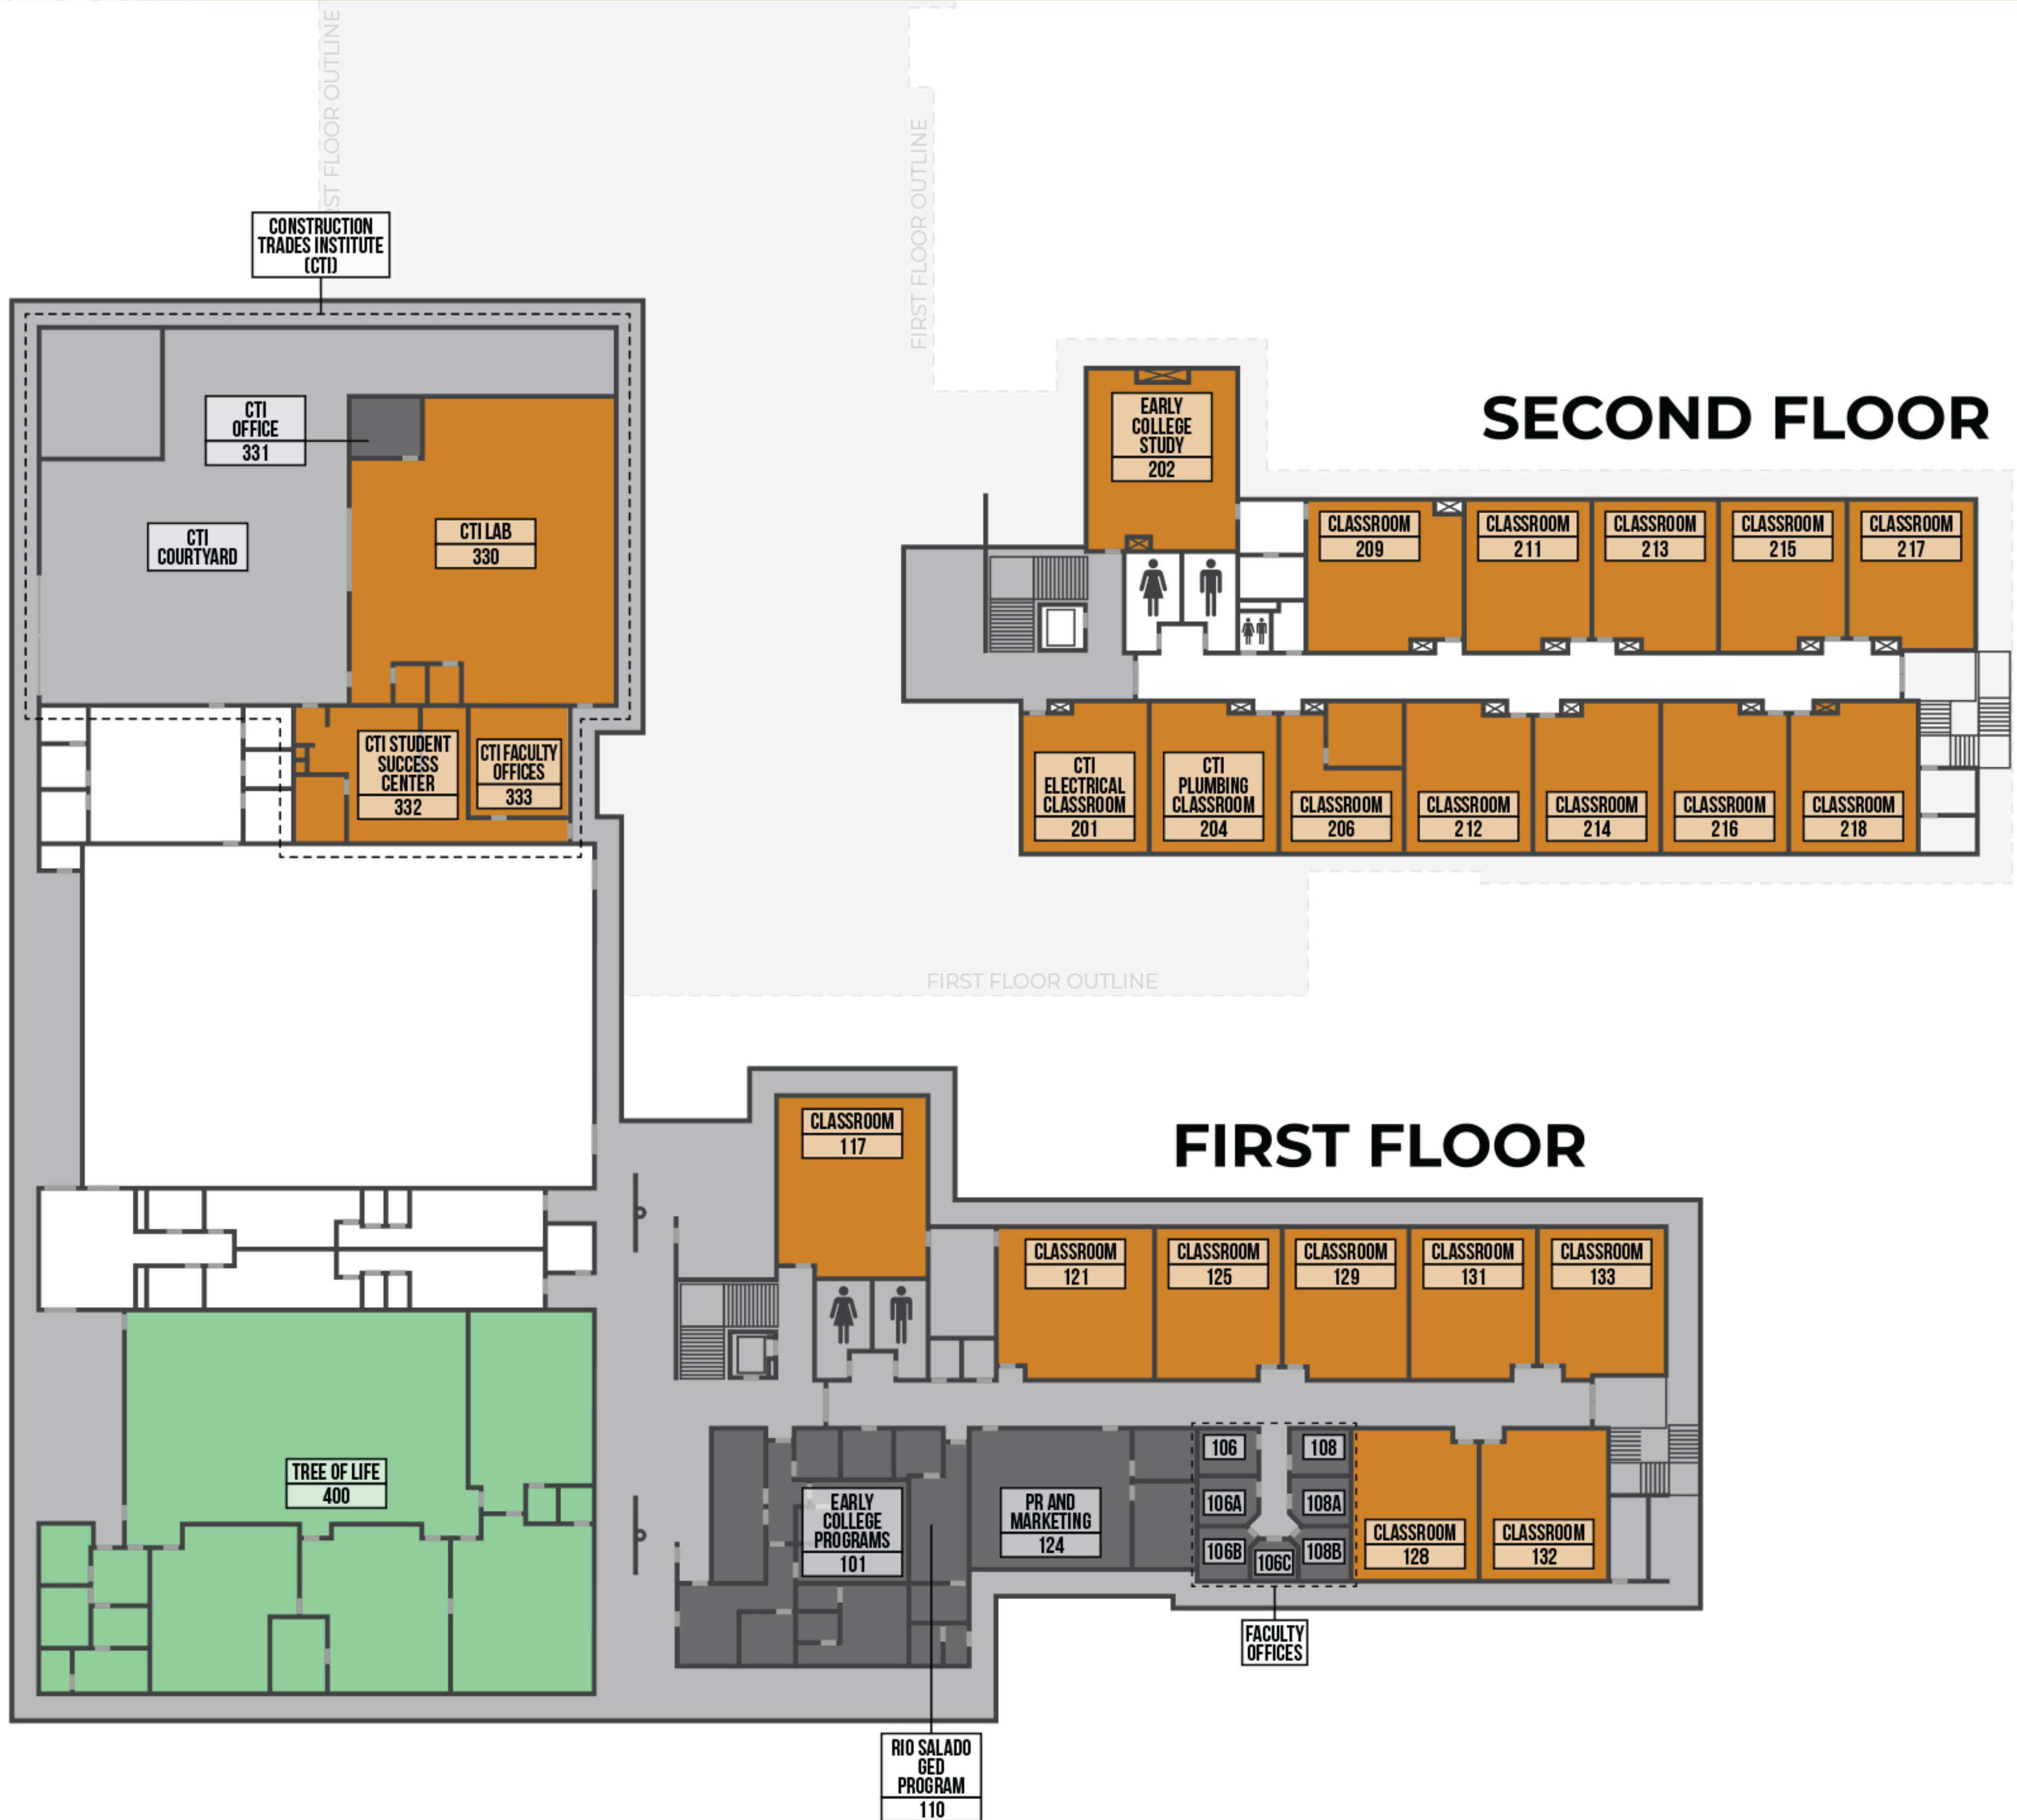 FIRST FLOOR OUTLINE
FIRST FLOOR OUTLINE
CONSTRUCTION
TRADES INSTITUTE
(CTI)
CTI
OFFICE
331
CTI
COURTYARD
CTI LAB
330
CTI STUDENT
SUCCESS
CENTER
332
CTI FACULTY
OFFICES
333
SECOND FLOOR
EARLY
COLLEGE
STUDY
202
CLASSROOM
209
CLASSROOM
211
CLASSROOM
213
CLASSROOM
215
CLASSROOM
217
CTI
ELECTRICAL
CLASSROOM
201
CTI
PLUMBING
CLASSROOM
204
CLASSROOM
206
CLASSROOM
212
CLASSROOM
214
CLASSROOM
216
CLASSROOM
218
FIRST FLOOR OUTLINE
FIRST FLOOR
CLASSROOM
117
CLASSROOM
121
CLASSROOM
125
CLASSROOM
129
CLASSROOM
131
CLASSROOM
133
TREE OF LIFE
400
EARLY
COLLEGE
PROGRAMS
101
PR AND
MARKETING
124
106
108
106A
108A
106B
106C
108B
CLASSROOM
128
CLASSROOM
132
FACULTY
OFFICES
RIO SALADO
GED
PROGRAM
110